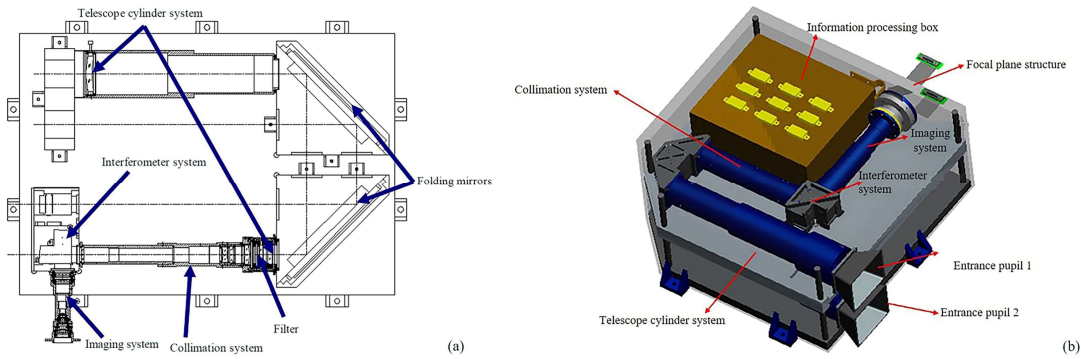 Telescope cylinder system
Interferometer system
Folding mirrors
Filter
Imaging system
Collimation system
(a)
Information processing box
Focal plane structure
Collimation system
Imaging
system
Interferometer
system
Entrance pupil 1
Entrance pupil 2
Telescope cylinder system
(b)